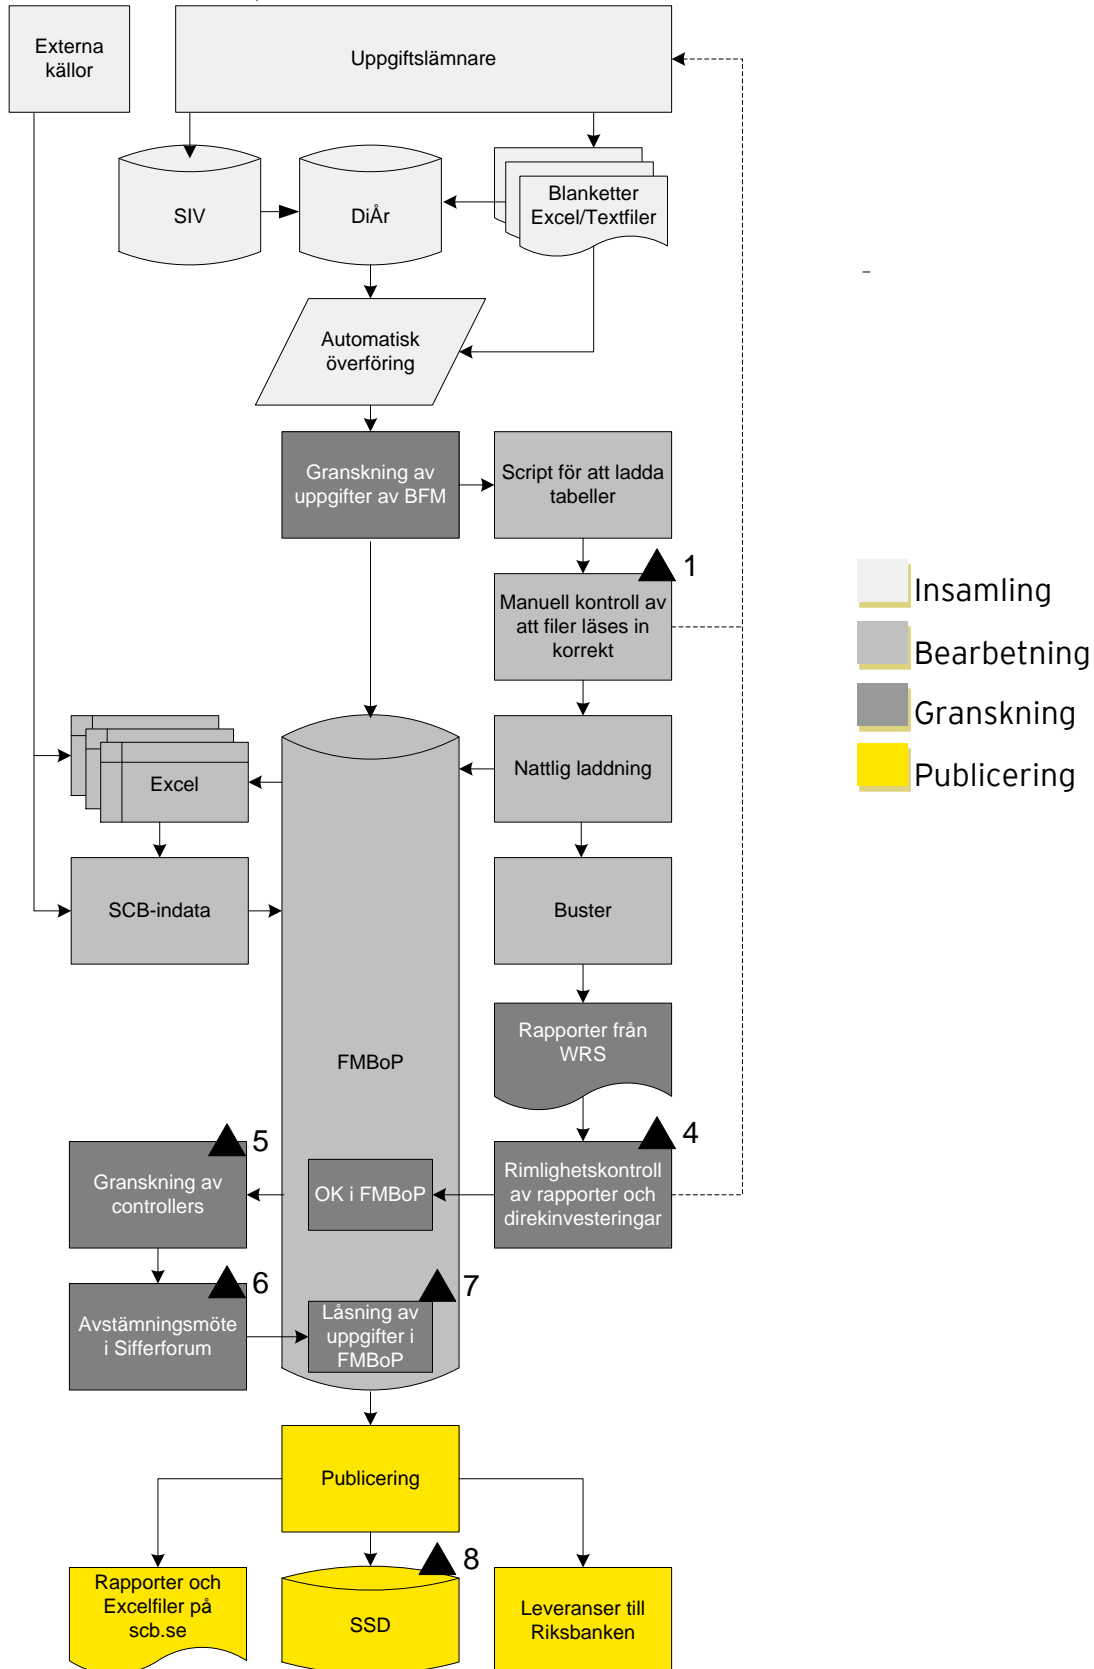 Externa
källor
Uppgiftslämnare
SIV
DiÅr
Blanketter
Excel/Textfiler
Automatisk
överföring
Granskning av
uppgifter av BFM
Script för att ladda
tabeller
1
Manuell kontroll av
att filer läses in
korrekt
Insamling
Bearbetning
Granskning
Publicering
Excel
Nattlig laddning
SCB-indata
Buster
Rapporter från
WRS
FMBoP
5
4
Granskning av
controllers
OK i FMBoP
Rimlighetskontroll
av rapporter och
direkinvesteringar
6
7
Avstämningsmöte
i Sifferforum
Låsning av
uppgifter i
FMBoP
Publicering
8
Rapporter och
Excelfiler på
scb.se
SSD
Leveranser till
Riksbanken